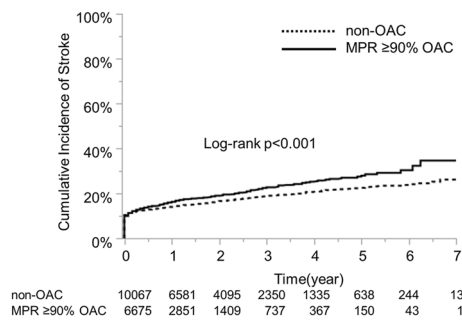 100%
80%
60%
40%
20%
0%
Cumulative Incidence of Stroke
non-OAC
MPR ≥90% OAC
Log-rank p<0.001
0 1 2 3 4 5 6 7
Time(year)
non-OAC 10067 6581 4095 2350 1335 638 244 13
MPR ≥90% OAC 6675 2851 1409 737 367 150 43 1